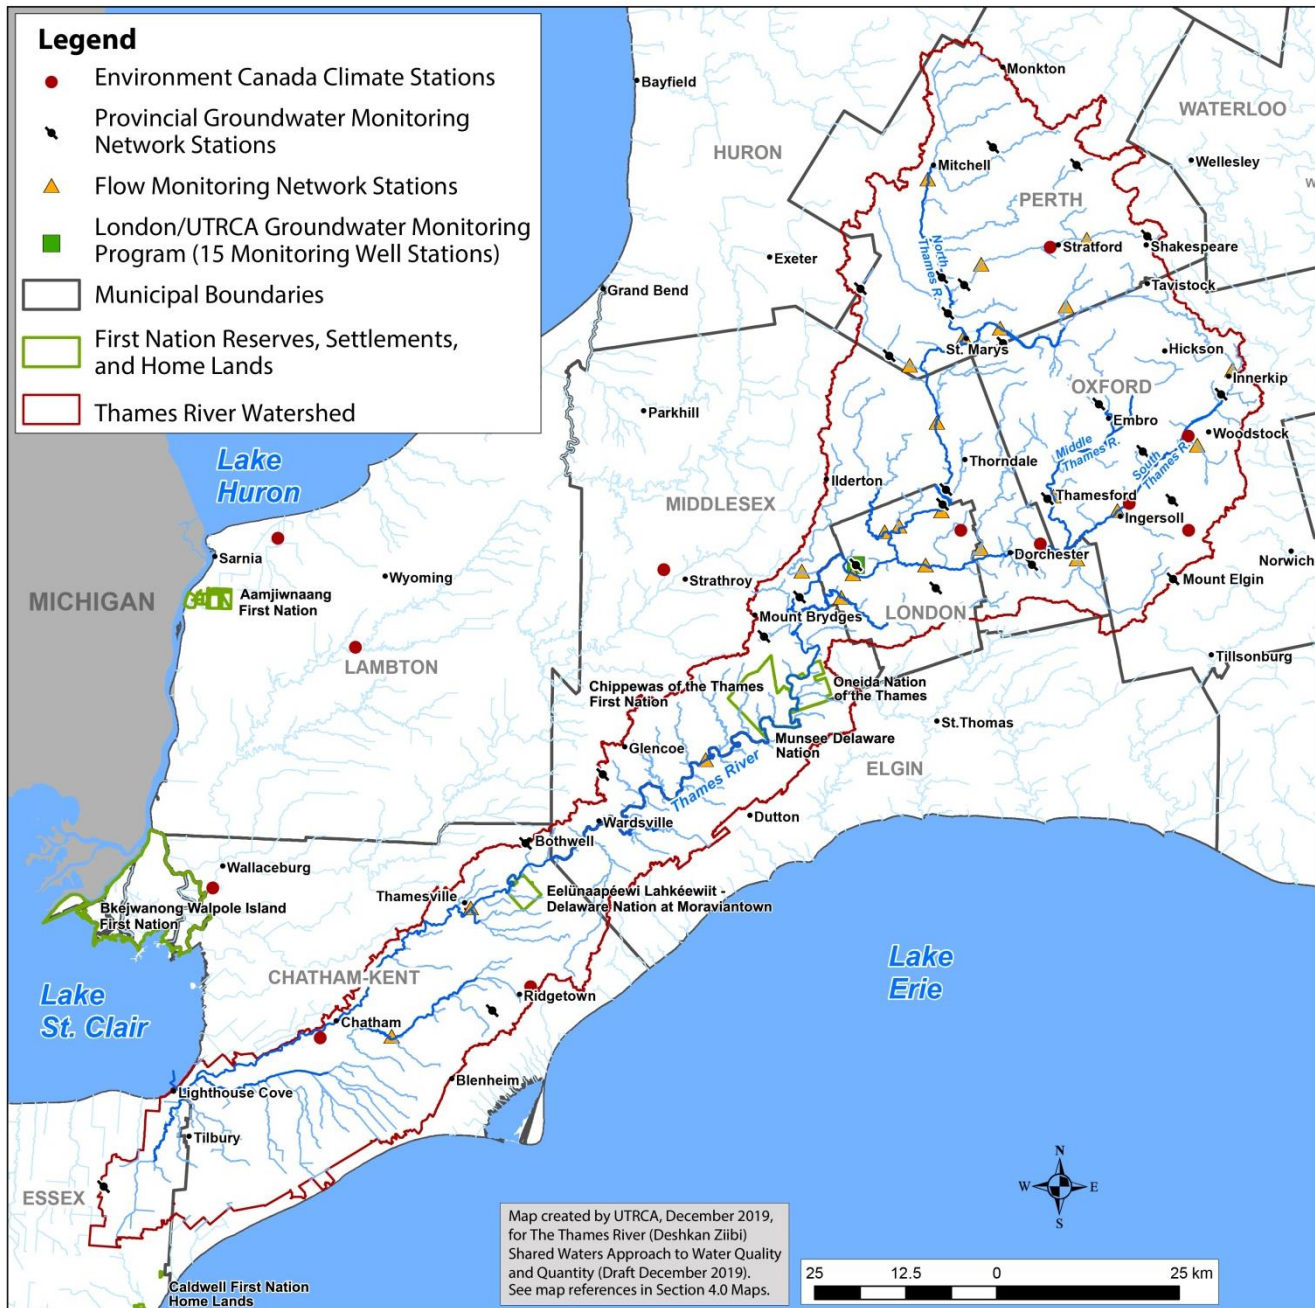 Legend
Environment Canada Climate Stations
Provincial Groundwater Monitoring
Network Stations
Flow Monitoring Network Stations
London/UTRCA Groundwater Monitoring
Program (15 Monitoring Well Stations)
Municipal Boundaries
First Nation Reserves, Settlements,
and Home Lands
Thames River Watershed
Monkton
Bayfield
WATERLOO
HURON
Wellesley
Mitchell
PERTH
North
Thames R.
Stratford
Shakespeare
Exeter
Tavistock
Grand Bend
St. Marys
Hickson
Innerkip
OXFORD
Parkhill
Embro
Woodstock
Middle
Thames R.
South
Thames R.
Lake
Huron
Thorndale
Ilderton
MIDDLESEX
Thamesford
Ingersoll
Sarnia
Dorchester
Norwich
Wyoming
Strathroy
Mount Elgin
MICHIGAN
Aamjiwnaang
First Nation
Mount Brydges
LONDON
Tillsonburg
LAMBTON
Chippewas of the Thames
First Nation
Oneida Nation
of the Thames
St.Thomas
Munsee Delaware
Nation
Glencoe
ELGIN
Thames River
Dutton
Wardsville
Bothwell
Wallaceburg
Thamesville
Eelünaapéewi Lahkéewiit -
Delaware Nation at Moraviantown
Bkejwanong Walpole Island
First Nation
Lake
Erie
CHATHAM-KENT
Lake
St. Clair
Ridgetown
Chatham
Blenheim
Lighthouse Cove
Tilbury
ESSEX
N
W
E
S
Map created by UTRCA, December 2019,
for The Thames River (Deshkan Ziibi)
Shared Waters Approach to Water Quality
and Quantity (Draft December 2019).
See map references in Section 4.0 Maps.
25 12.5 0 25 km
Caldwell First Nation
Home Lands